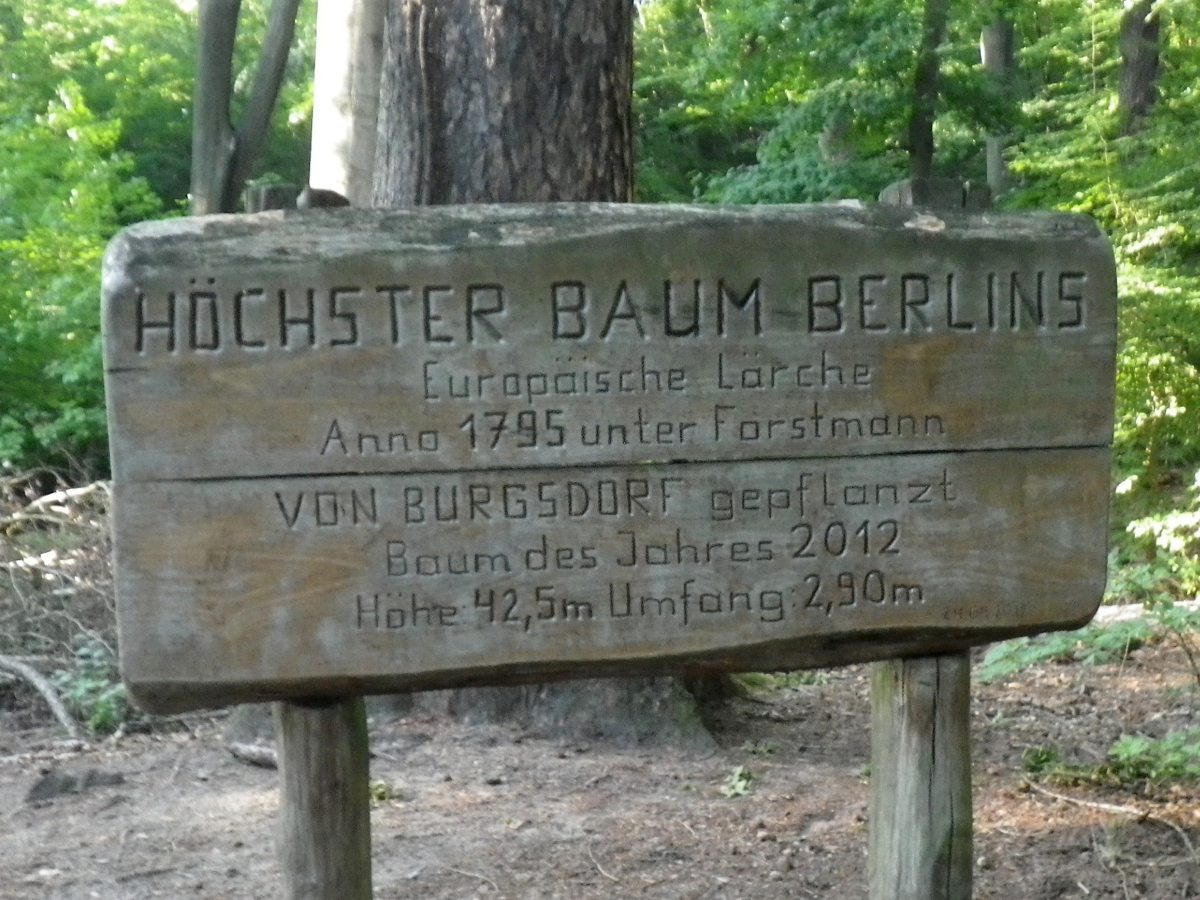 HÖCHSTER BAUM BERLINS
Europäische Lärche
Anno 1795 unter Forstmann
VON BURGSDORF gepflanzt
Baum des Jahres 2012
Höhe: 42,5m Umfang: 2,90m